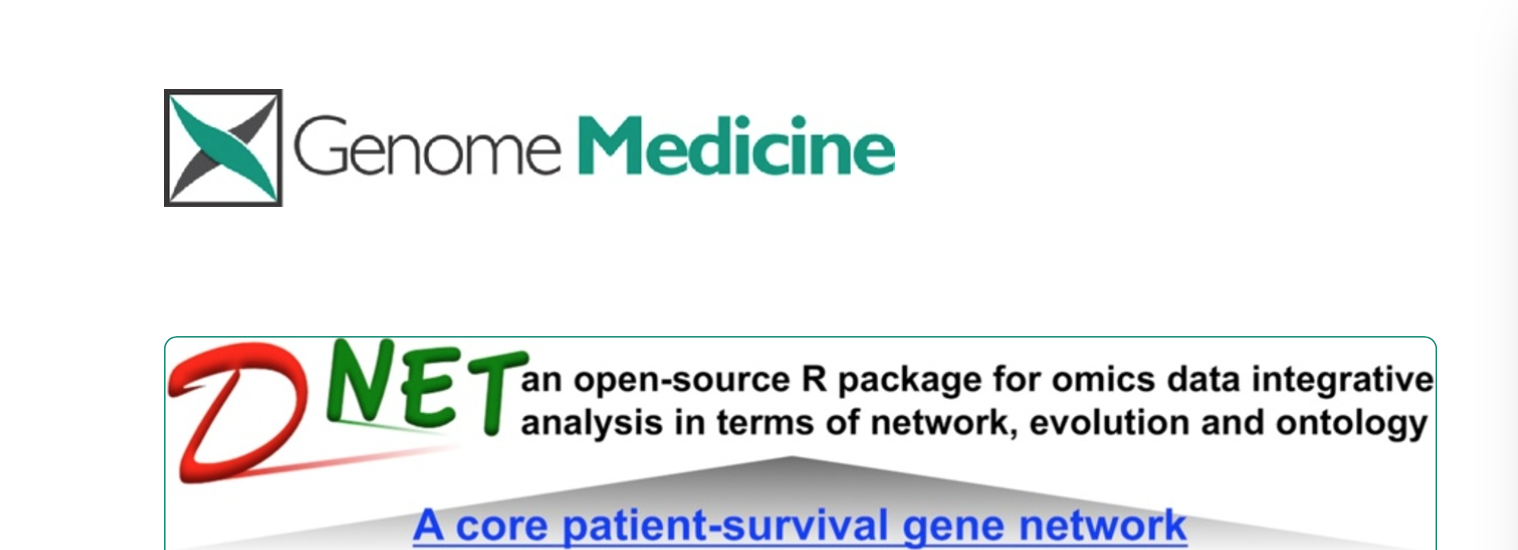 Genome Medicine
DNET
an open-source R package for omics data integrative
analysis in terms of network, evolution and ontology
A core patient-survival gene network